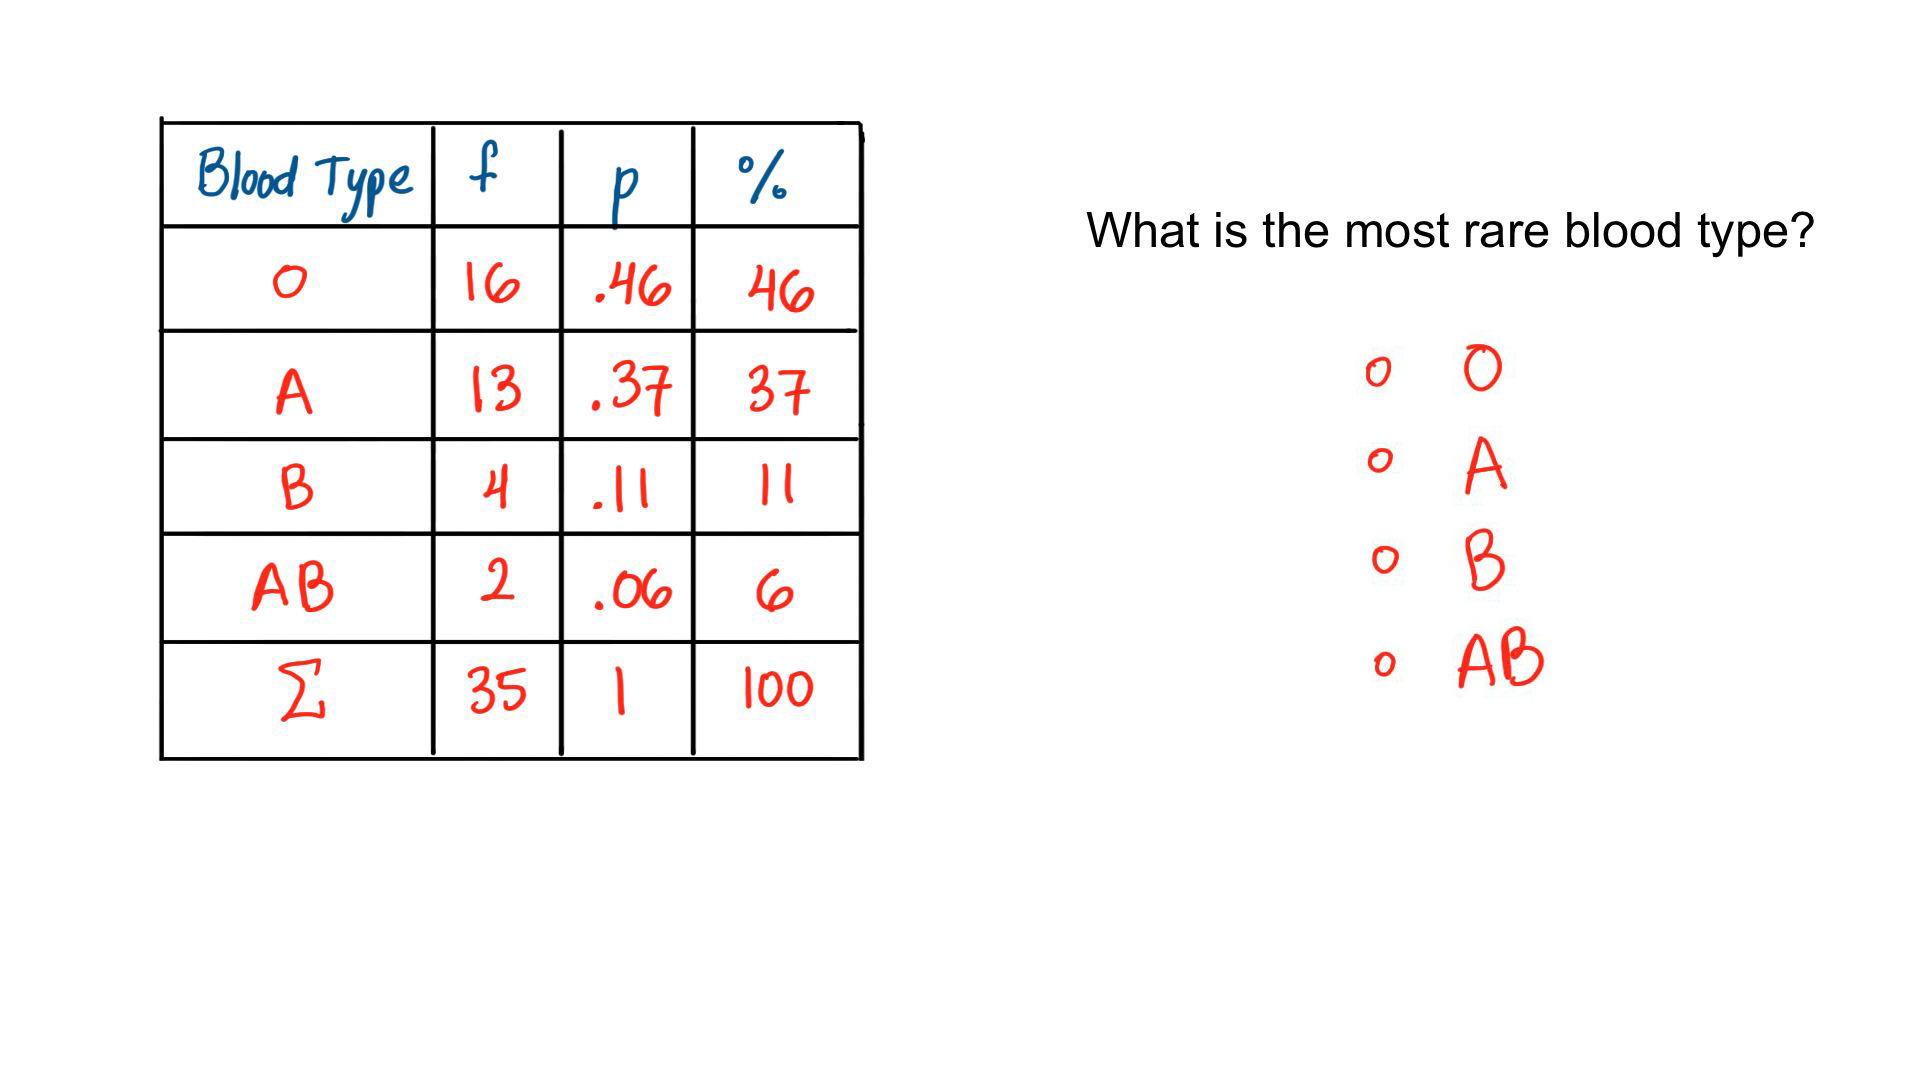 Blood Type f p %
O 16 .46 46
A 13 .37 37
B 4 .11 11
AB 2 .06 6
Σ 35 1 100
What is the most rare blood type?
O
A
B
AB